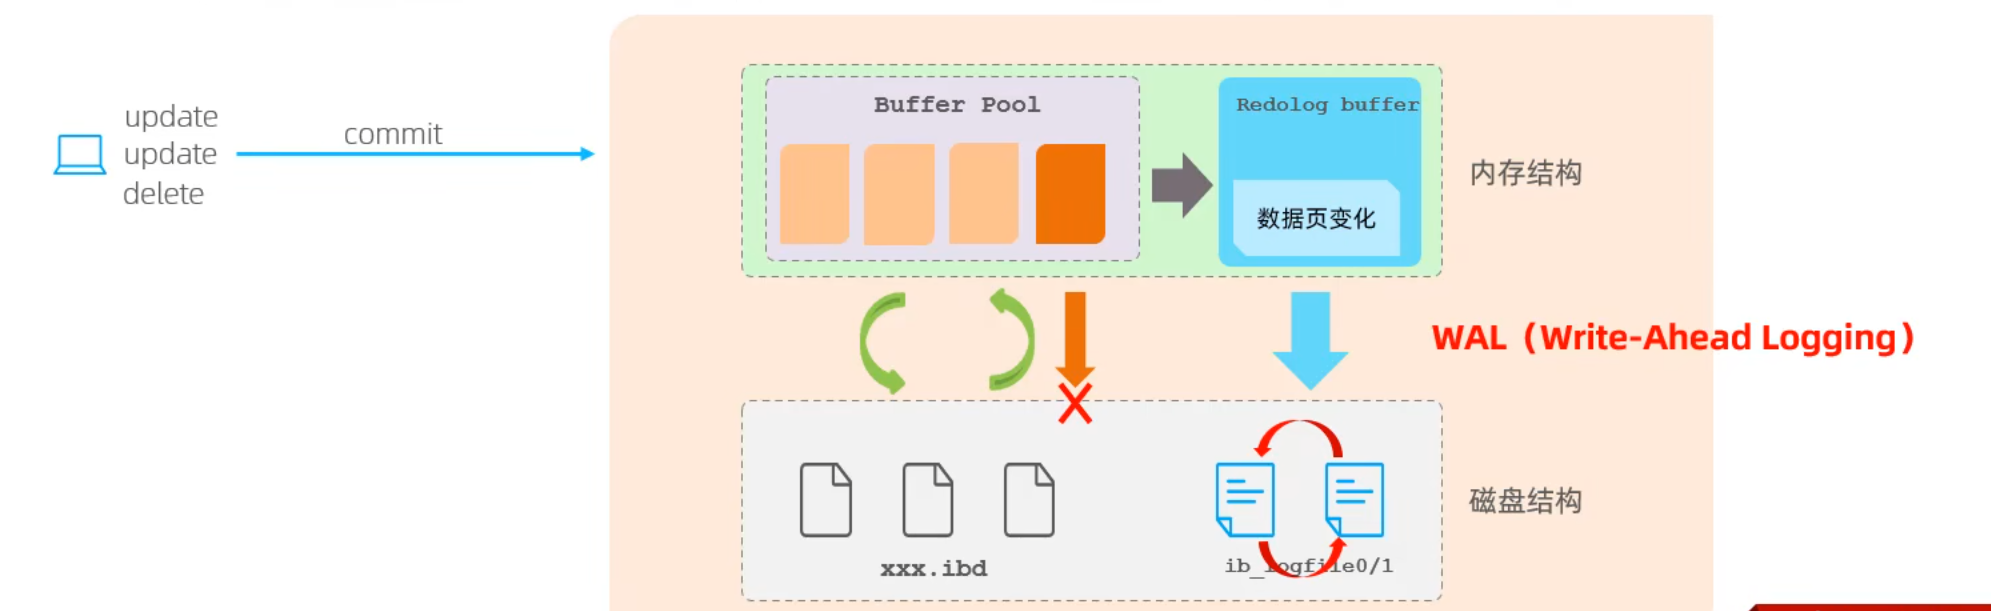 update
update
delete
commit
Buffer Pool
Redolog buffer
数据页变化
内存结构
WAL（Write-Ahead Logging）
磁盘结构
xxx.ibd
ib_logfile0/1